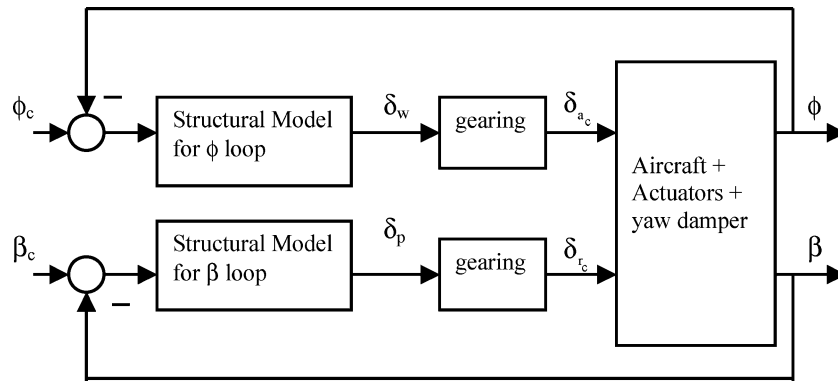 ϕc
−
Structural Model
for ϕ loop
δw
gearing
δac
Aircraft +
Actuators +
yaw damper
ϕ
βc
−
Structural Model
for β loop
δp
gearing
δrc
β